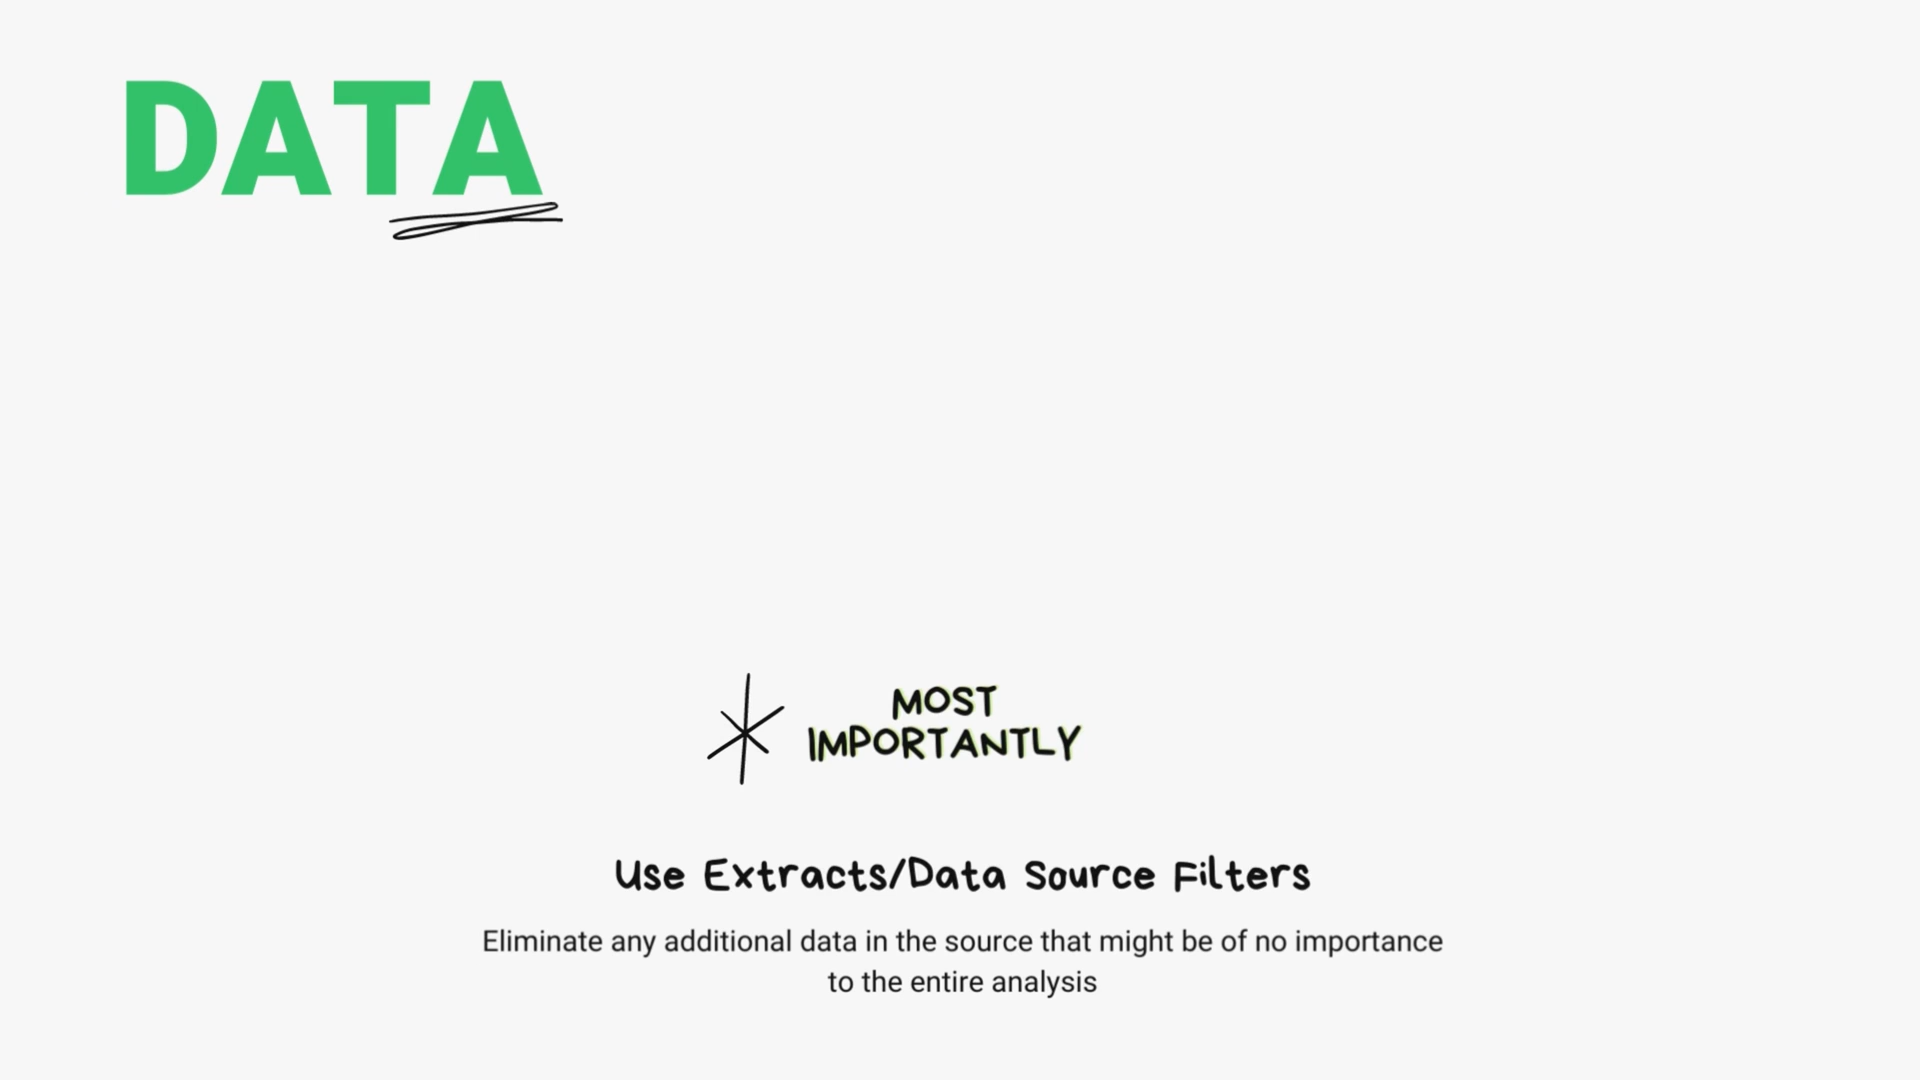 DATA
MOST
IMPORTANTLY
Use Extracts/Data Source Filters
Eliminate any additional data in the source that might be of no importance
to the entire analysis